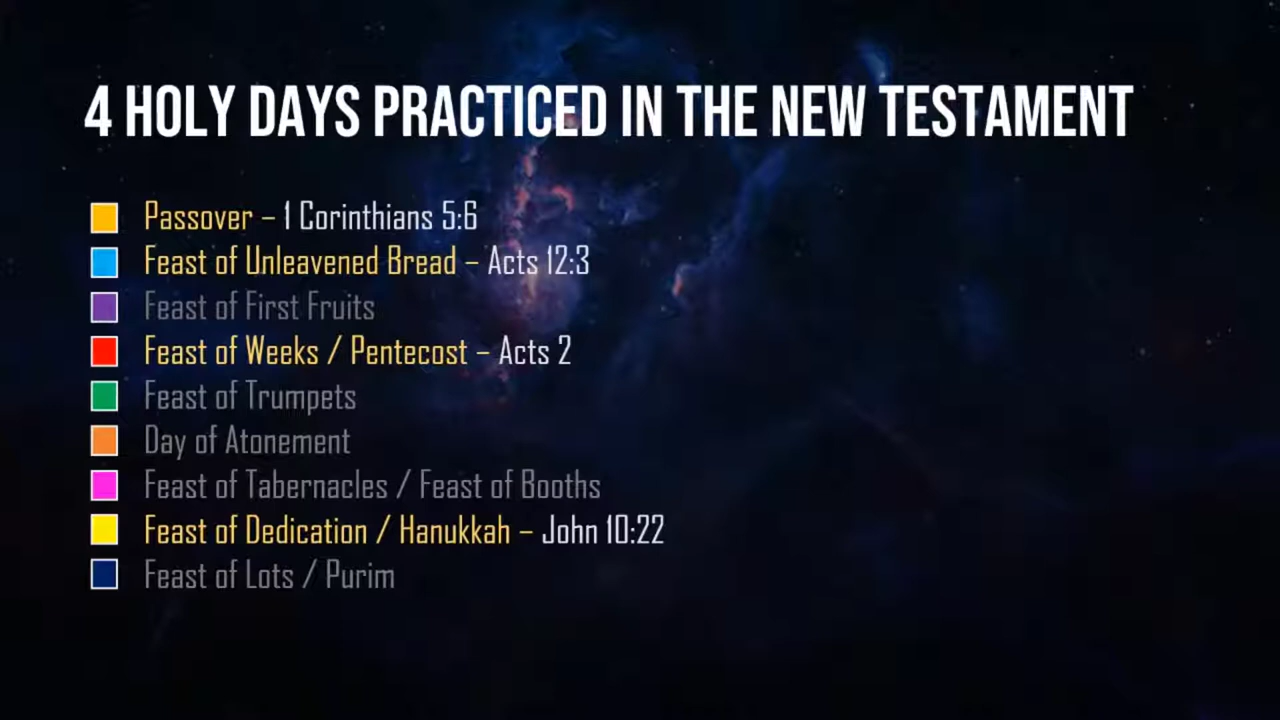 4 HOLY DAYS PRACTICED IN THE NEW TESTAMENT
Passover – 1 Corinthians 5:6
Feast of Unleavened Bread – Acts 12:3
Feast of First Fruits
Feast of Weeks / Pentecost – Acts 2
Feast of Trumpets
Day of Atonement
Feast of Tabernacles / Feast of Booths
Feast of Dedication / Hanukkah – John 10:22
Feast of Lots / Purim